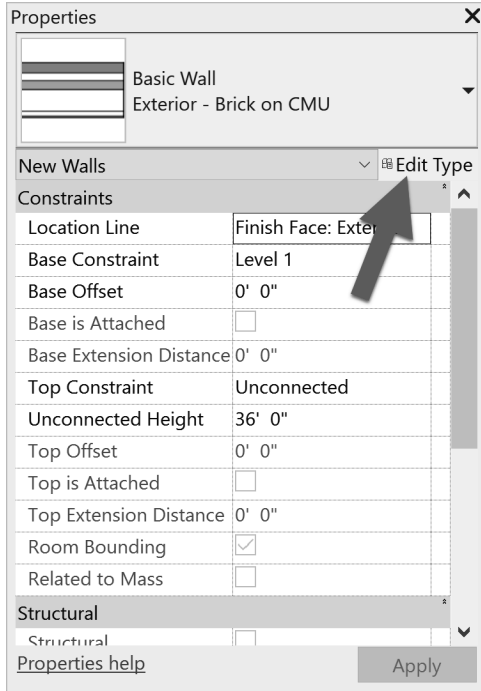 Properties
Basic Wall
Exterior - Brick on CMU
New Walls Edit Type
Constraints
Location Line Finish Face: Exter
Base Constraint Level 1
Base Offset 0' 0"
Base is Attached
Base Extension Distance 0' 0"
Top Constraint Unconnected
Unconnected Height 36' 0"
Top Offset 0' 0"
Top is Attached
Top Extension Distance 0' 0"
Room Bounding
Related to Mass
Structural
Structural
Properties help Apply